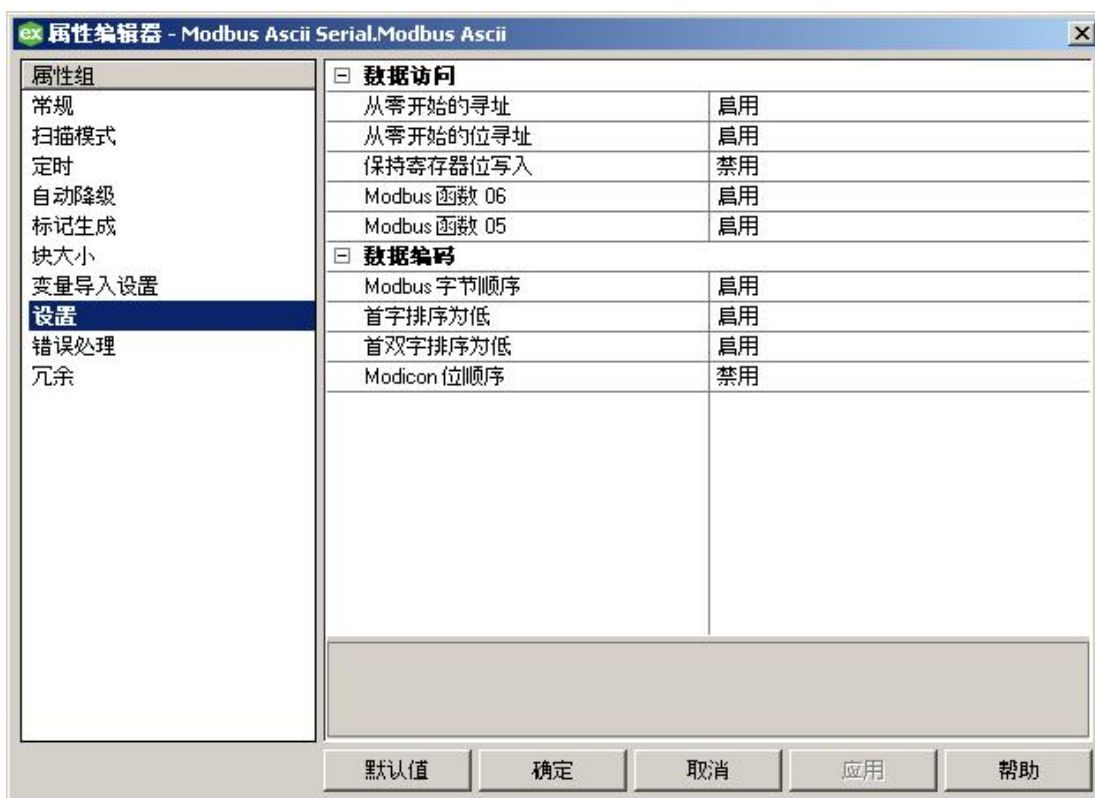 ex 属性编辑器 - Modbus Ascii Serial.Modbus Ascii
属性组
常规
扫描模式
定时
自动降级
标记生成
块大小
变量导入设置
设置
错误处理
冗余
数据访问
从零开始的寻址 启用
从零开始的位寻址 启用
保持寄存器位写入 禁用
Modbus 函数 06 启用
Modbus 函数 05 启用
数据编码
Modbus 字节顺序 启用
首字排序为低 启用
首双字排序为低 启用
Modicon 位顺序 禁用
默认值 确定 取消 应用 帮助